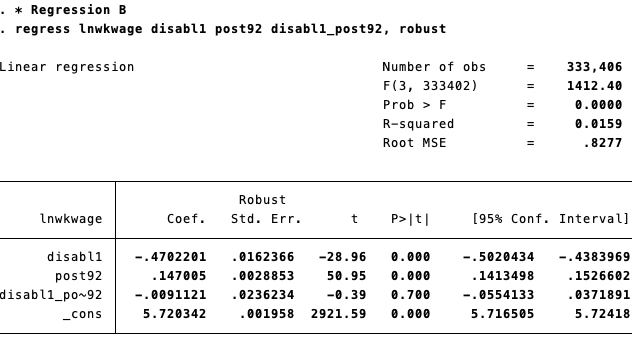 . * Regression B
. regress lnwkwage disabl1 post92 disabl1_post92, robust
Linear regression Number of obs = 333,406
F(3, 333402) = 1412.40
Prob > F = 0.0000
R-squared = 0.0159
Root MSE = .8277
Robust
lnwkwage Coef. Std. Err. t P>|t| [95% Conf. Interval]
disabl1 -.4702201 .0162366 -28.96 0.000 -.5020434 -.4383969
post92 .147005 .0028853 50.95 0.000 .1413498 .1526602
disabl1_po~92 -.0091121 .0236234 -0.39 0.700 -.0554133 .0371891
_cons 5.720342 .001958 2921.59 0.000 5.716505 5.72418